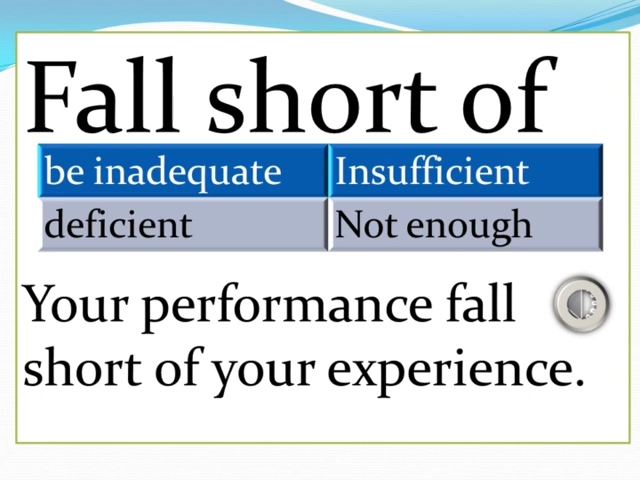 Fall short of
be inadequate Insufficient
deficient Not enough
Your performance fall
short of your experience.